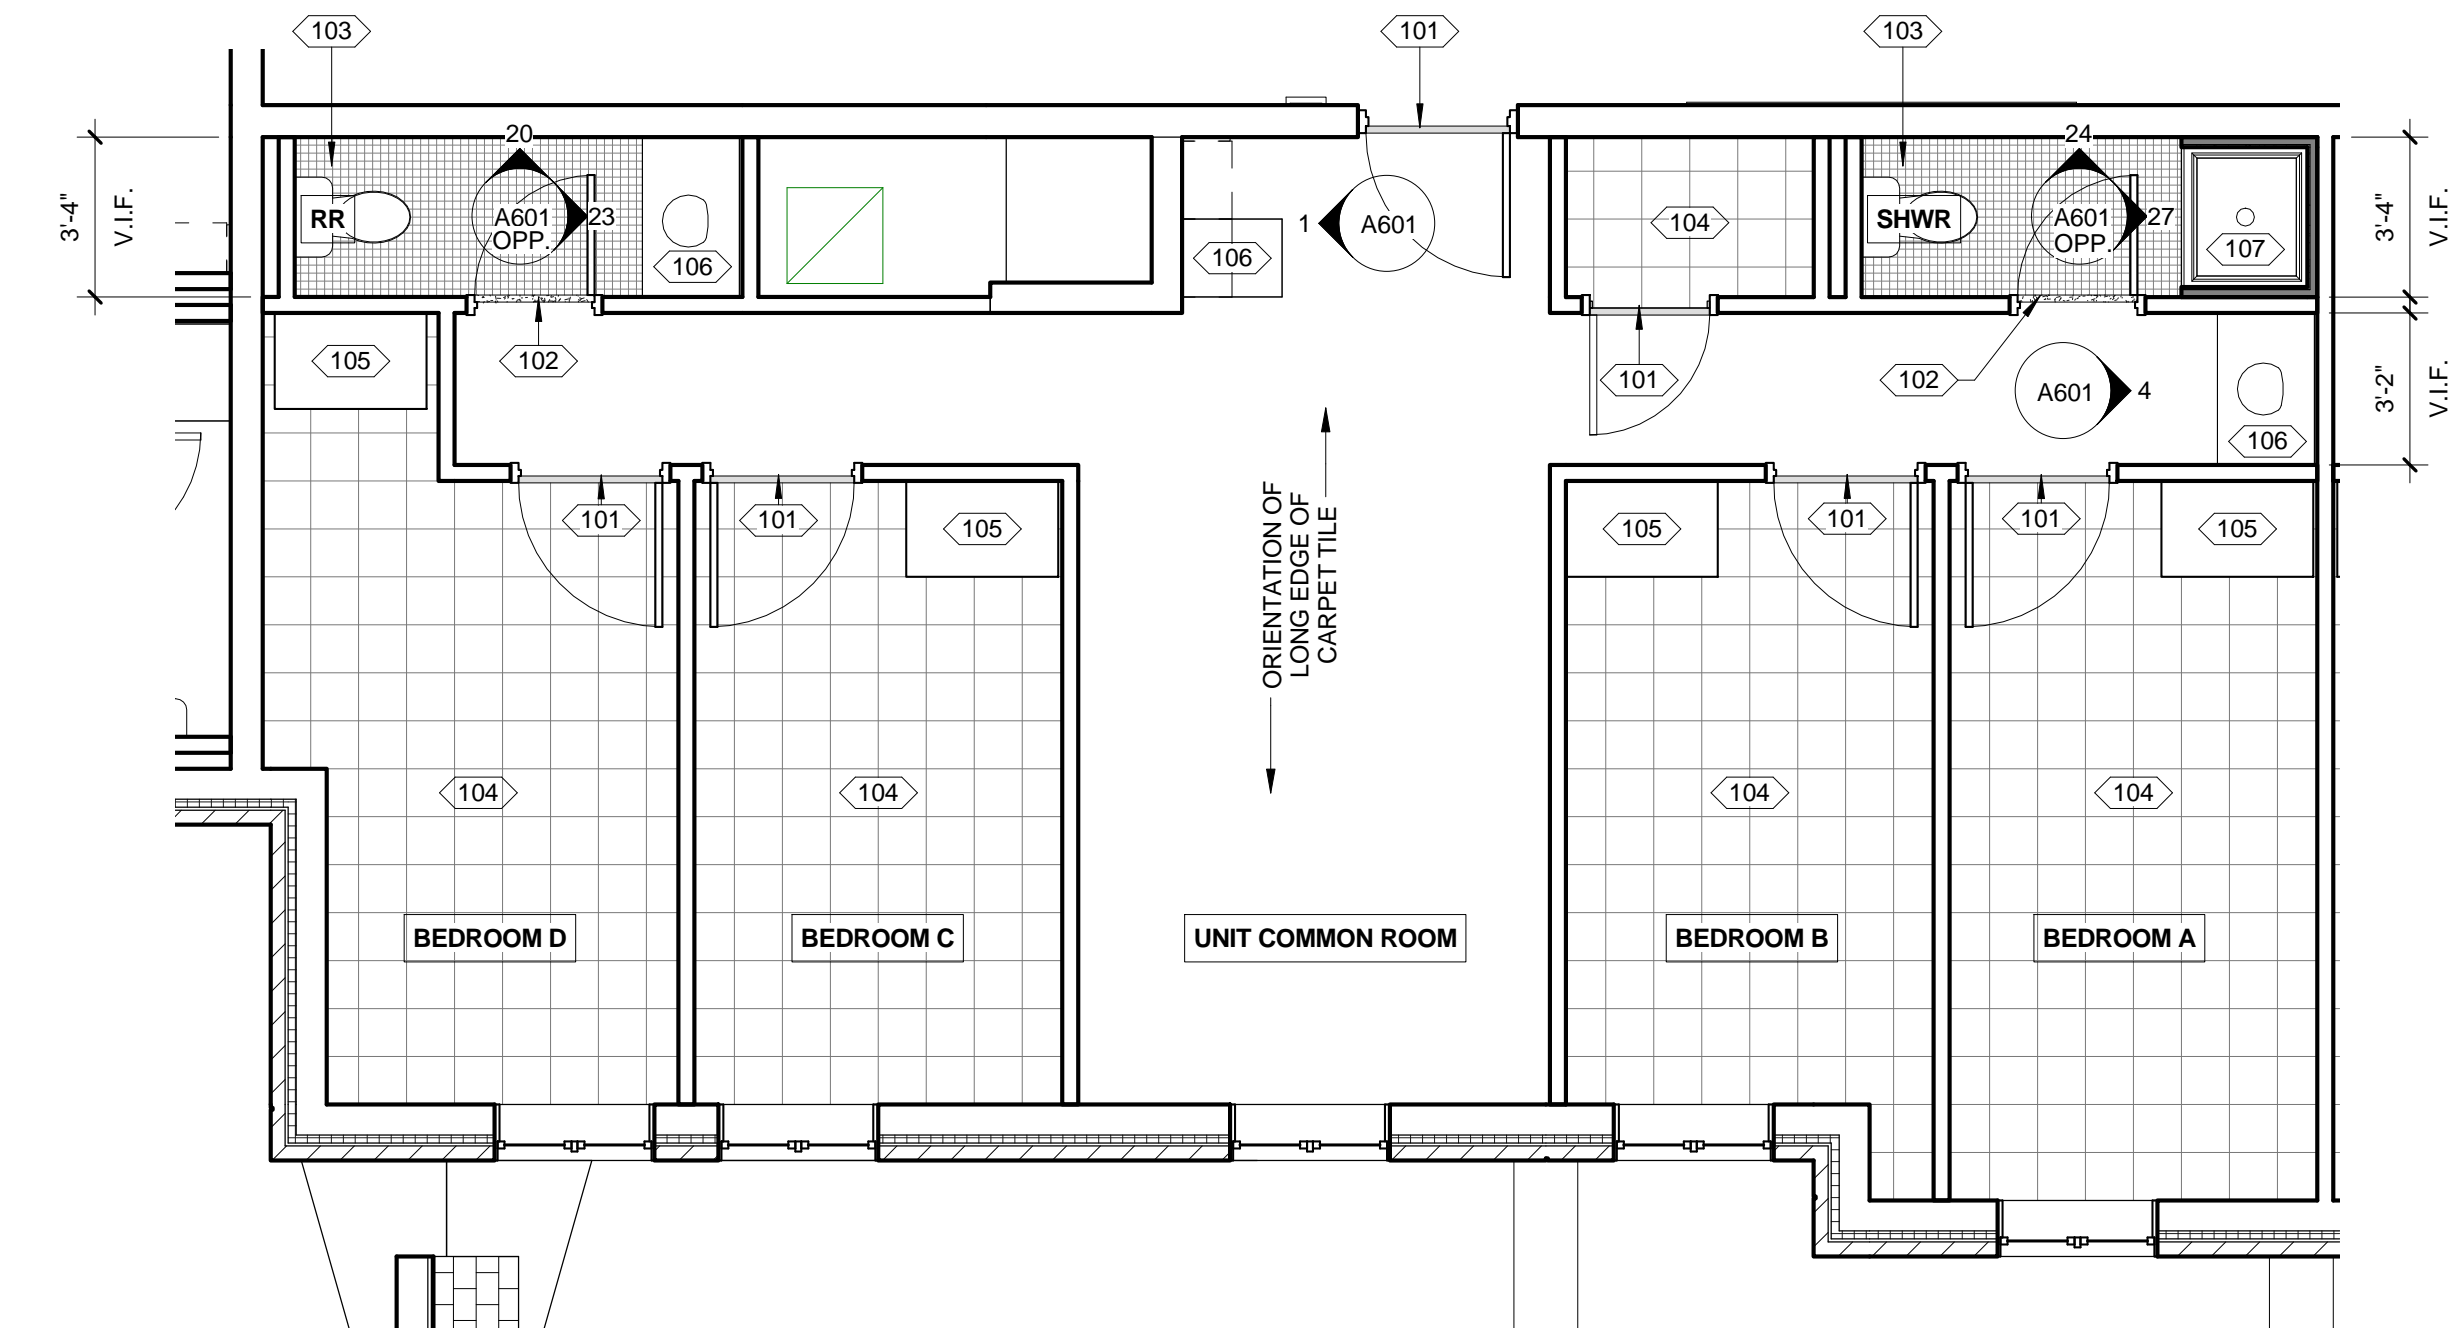 103
101
103
20
24
3'-4"
V.I.F.
RR
A601
OPP.
23
106
106
1
A601
104
SHWR
A601
OPP.
27
107
3'-4"
V.I.F.
105
102
101
102
A601
4
106
3'-2"
V.I.F.
101
101
105
ORIENTATION OF
LONG EDGE OF
CARPET TILE
105
101
101
105
104
104
104
104
BEDROOM D
BEDROOM C
UNIT COMMON ROOM
BEDROOM B
BEDROOM A